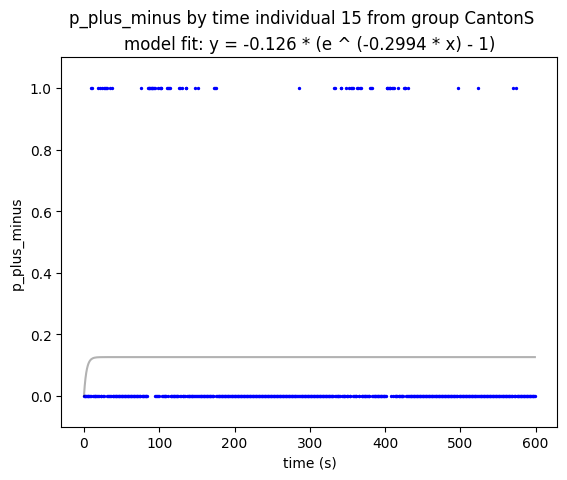 p_plus_minus by time individual 15 from group CantonS
model fit: y = -0.126 * (e ^ (-0.2994 * x) - 1)
1.0
0.8
0.6
0.4
0.2
0.0
p_plus_minus
0 100 200 300 400 500 600
time (s)